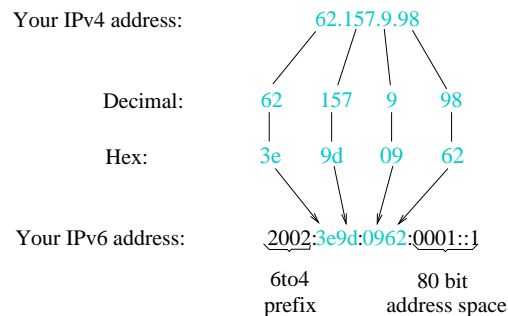 Your IPv4 address: 62.157.9.98
Decimal: 62 157 9 98
Hex: 3e 9d 09 62
Your IPv6 address: 2002:3e9d:0962:0001::1
6to4 80 bit
prefix address space